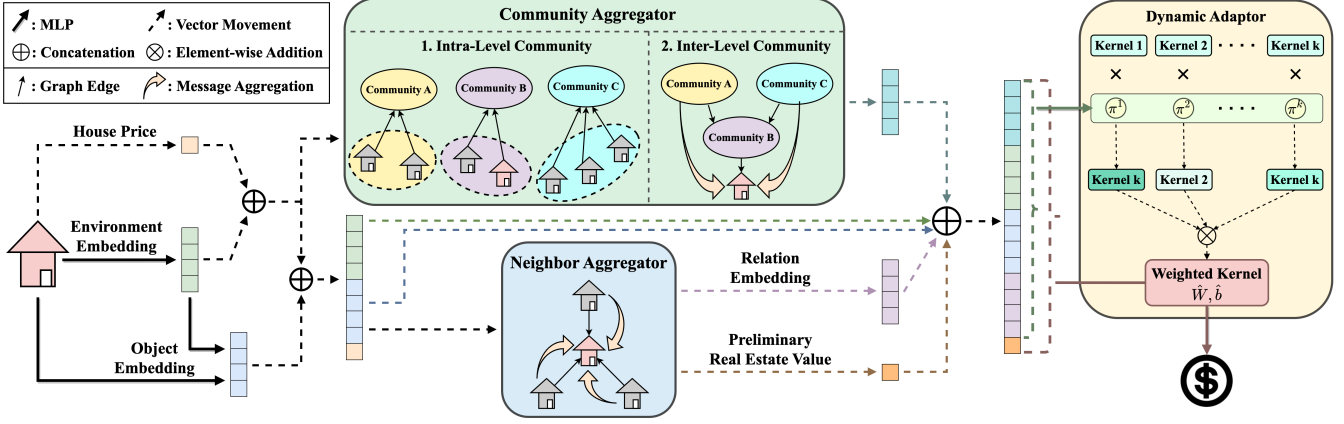 : MLP
: Vector Movement
: Concatenation
: Element-wise Addition
: Graph Edge
: Message Aggregation
House Price
Environment
Embedding
Object
Embedding
Community Aggregator
1. Intra-Level Community
2. Inter-Level Community
Community A
Community B
Community C
Community A
Community C
Community B
Neighbor Aggregator
Relation
Embedding
Preliminary
Real Estate Value
Dynamic Adaptor
Kernel 1 Kernel 2 · · · · Kernel k
× × ×
π¹ π² · · · · πᵏ
Kernel k Kernel 2 Kernel k
Weighted Kernel
Ŵ, b̂
$